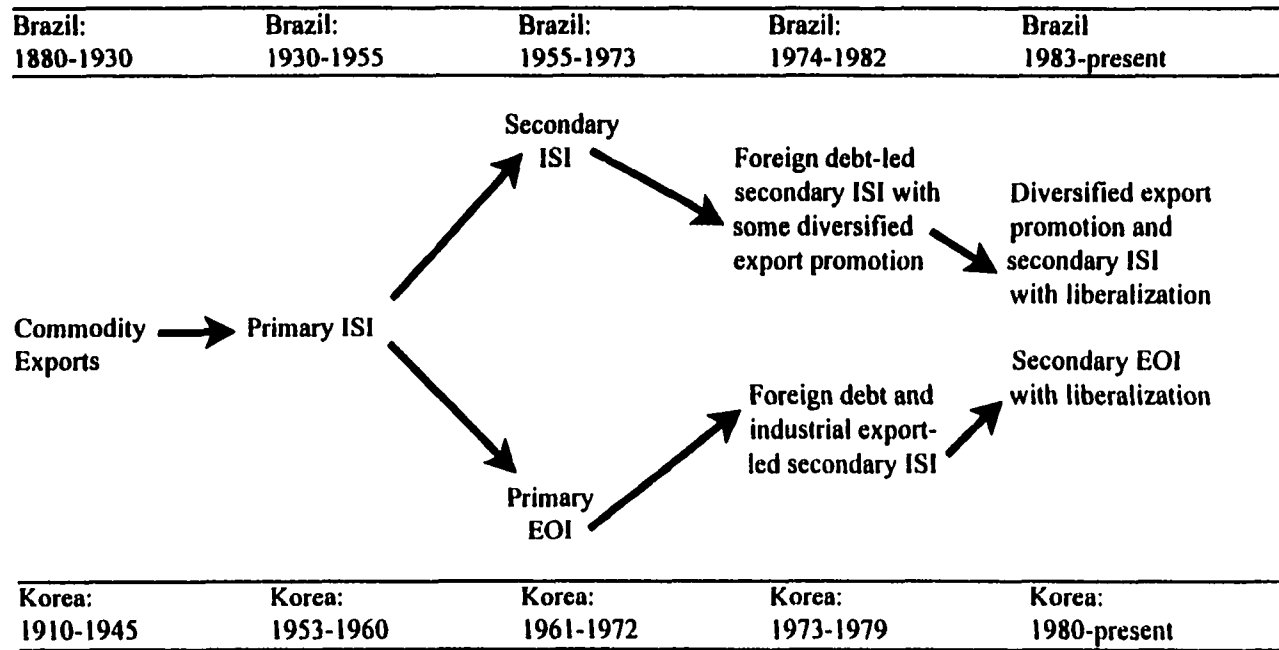 Brazil: Brazil: Brazil: Brazil: Brazil
1880-1930 1930-1955 1955-1973 1974-1982 1983-present
Secondary
ISI
Foreign debt-led
secondary ISI with
some diversified
export promotion
Diversified export
promotion and
secondary ISI
with liberalization
Commodity
Exports
Primary ISI
Secondary EOI
with liberalization
Foreign debt and
industrial export-
led secondary ISI
Primary
EOI
Korea: Korea: Korea: Korea: Korea:
1910-1945 1953-1960 1961-1972 1973-1979 1980-present